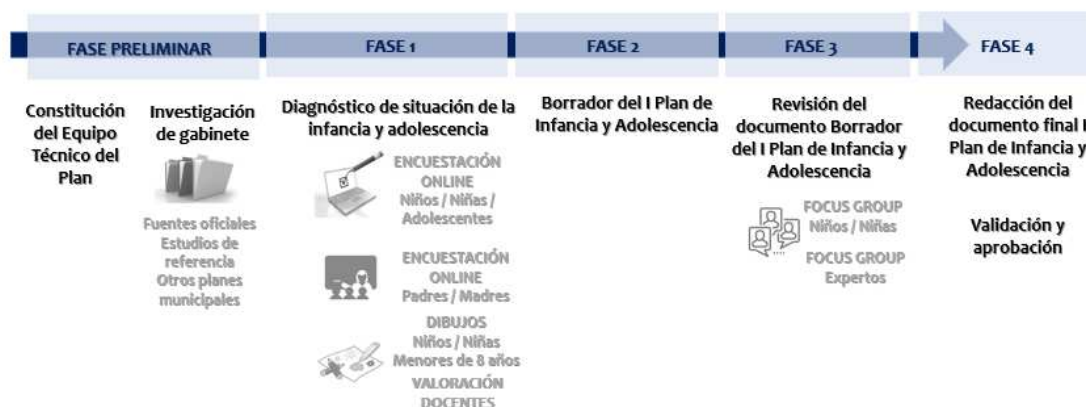 FASE PRELIMINAR
FASE 1
FASE 2
FASE 3
FASE 4
Constitución
del Equipo
Técnico del
Plan
Investigación
de gabinete
Fuentes oficiales
Estudios de
referencia
Otros planes
municipales
Diagnóstico de situación de la
infancia y adolescencia
ENCUESTACIÓN
ONLINE
Niños / Niñas /
Adolescentes
ENCUESTACIÓN
ONLINE
Padres / Madres
DIBUJOS
Niños / Niñas
Menores de 8 años
VALORACIÓN
DOCENTES
Borrador del I Plan de
Infancia y Adolescencia
Revisión del
documento Borrador
del I Plan de Infancia y
Adolescencia
FOCUS GROUP
Niños / Niñas
FOCUS GROUP
Expertos
Redacción del
documento final I
Plan de Infancia y
Adolescencia
Validación y
aprobación